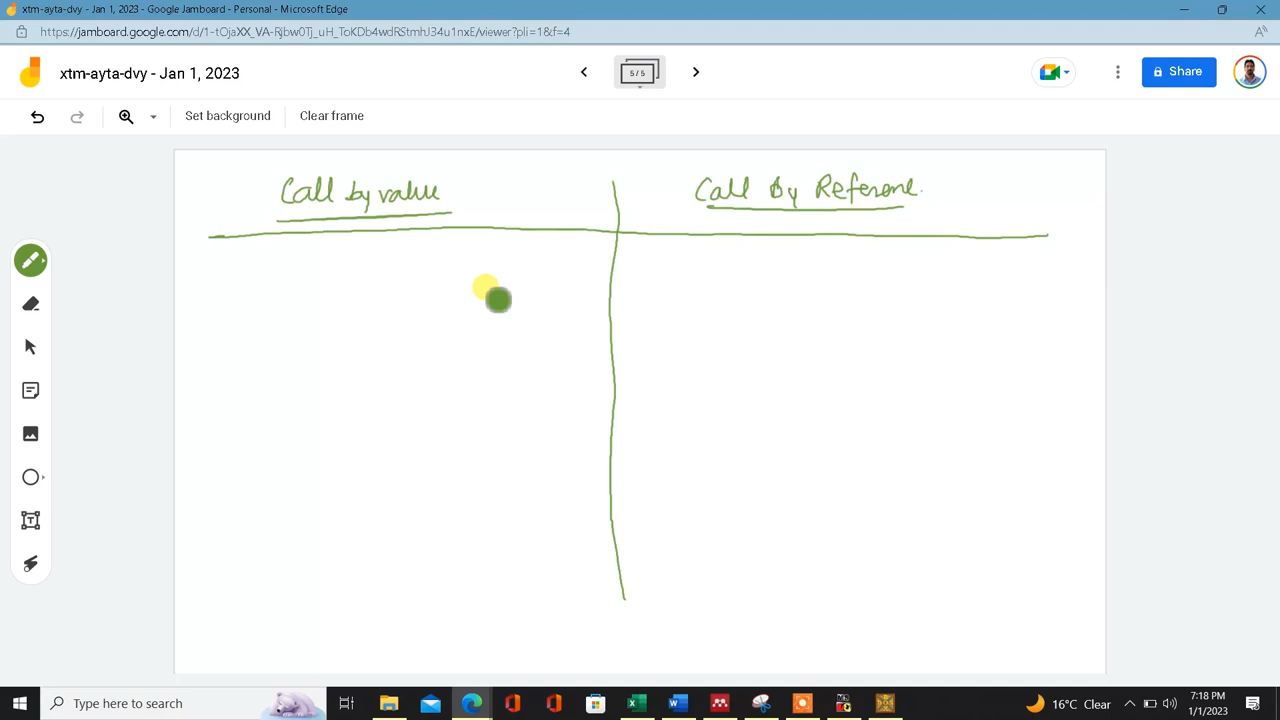 xtm-ayta-dvy - Jan 1, 2023 - Google Jamboard - Personal - Microsoft Edge
https://jamboard.google.com/d/1-tOjaXX_VA-RJbw0Tj_uH_ToKDb4wdRStmhJ34u1nxE/viewer?pli=1&f=4
xtm-ayta-dvy - Jan 1, 2023
5/5
Share
Set background
Clear frame
Call by value
Call By Reference.
Type here to search
16°C Clear
7:18 PM
1/1/2023